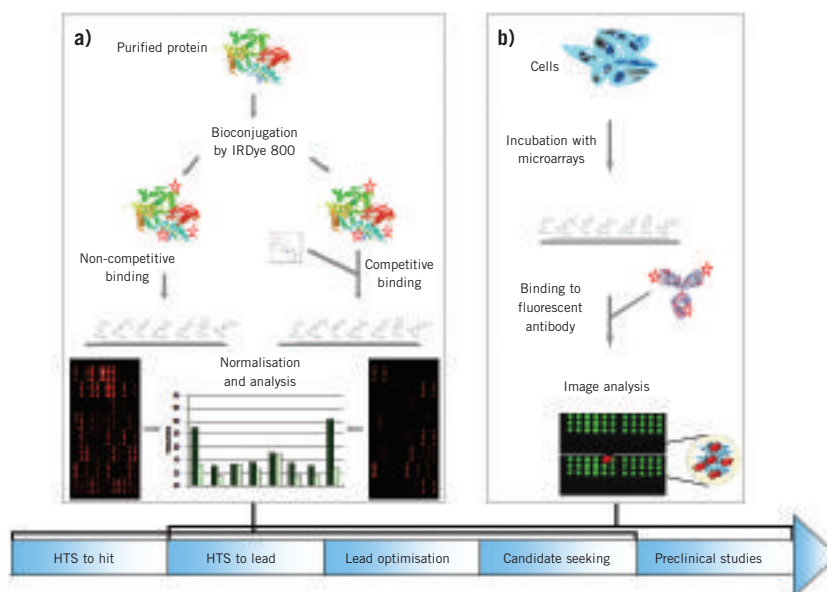 a)
Purified protein
Bioconjugation
by IRDye 800
Non-competitive
binding
Competitive
binding
Normalisation
and analysis
b)
Cells
Incubation with
microarrays
Binding to
fluorescent
antibody
Image analysis
HTS to hit
HTS to lead
Lead optimisation
Candidate seeking
Preclinical studies